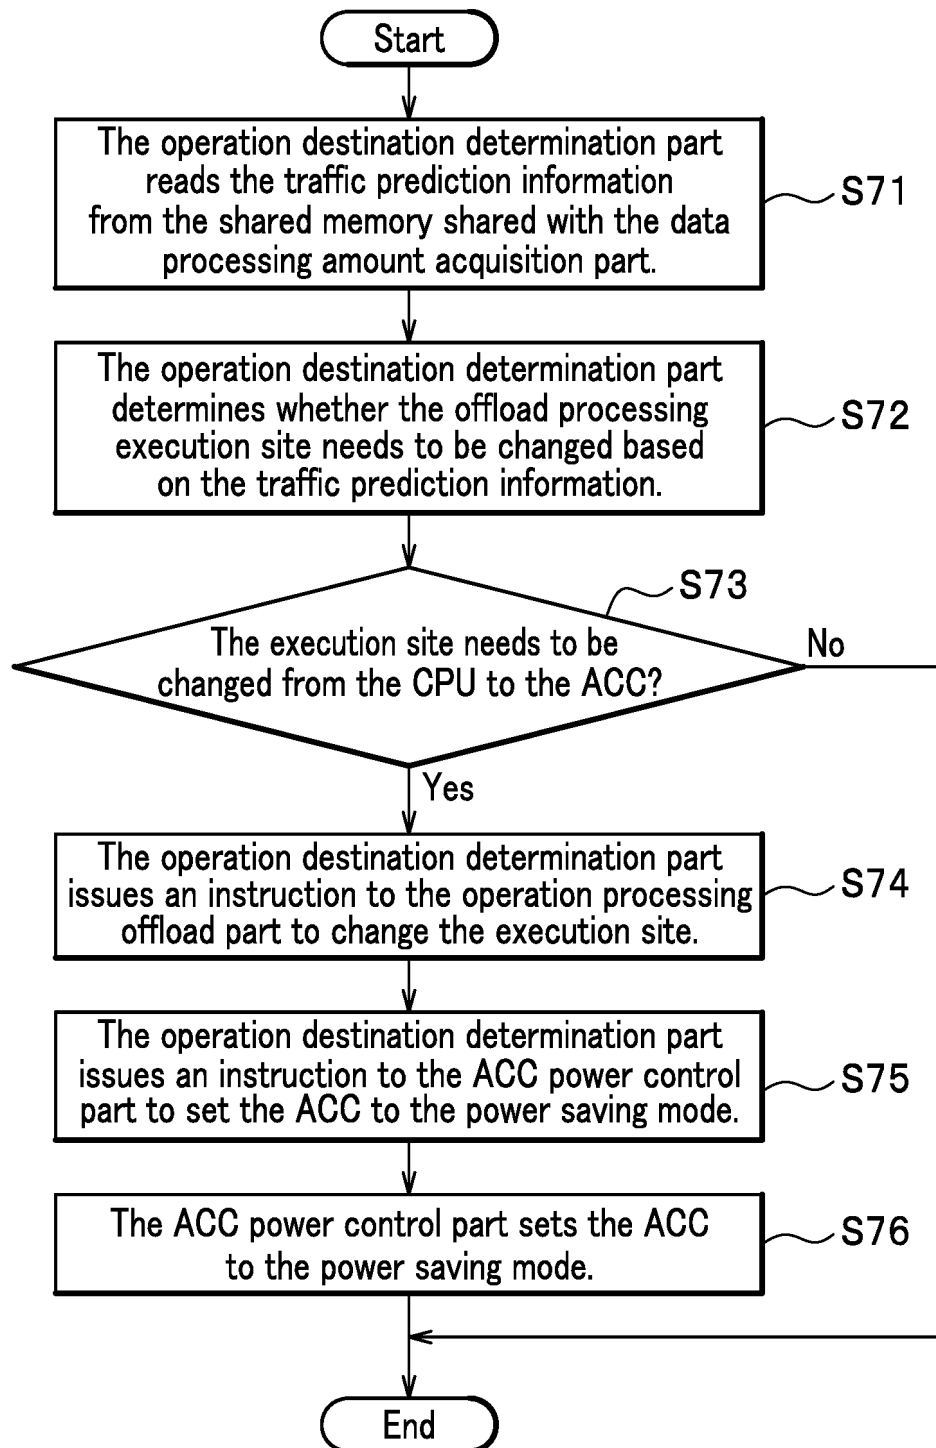 Start
The operation destination determination part
reads the traffic prediction information
from the shared memory shared with the data
processing amount acquisition part.
S71
The operation destination determination part
determines whether the offload processing
execution site needs to be changed based
on the traffic prediction information.
S72
S73
The execution site needs to be
changed from the CPU to the ACC?
No
Yes
The operation destination determination part
issues an instruction to the operation processing
offload part to change the execution site.
S74
The operation destination determination part
issues an instruction to the ACC power control
part to set the ACC to the power saving mode.
S75
The ACC power control part sets the ACC
to the power saving mode.
S76
End